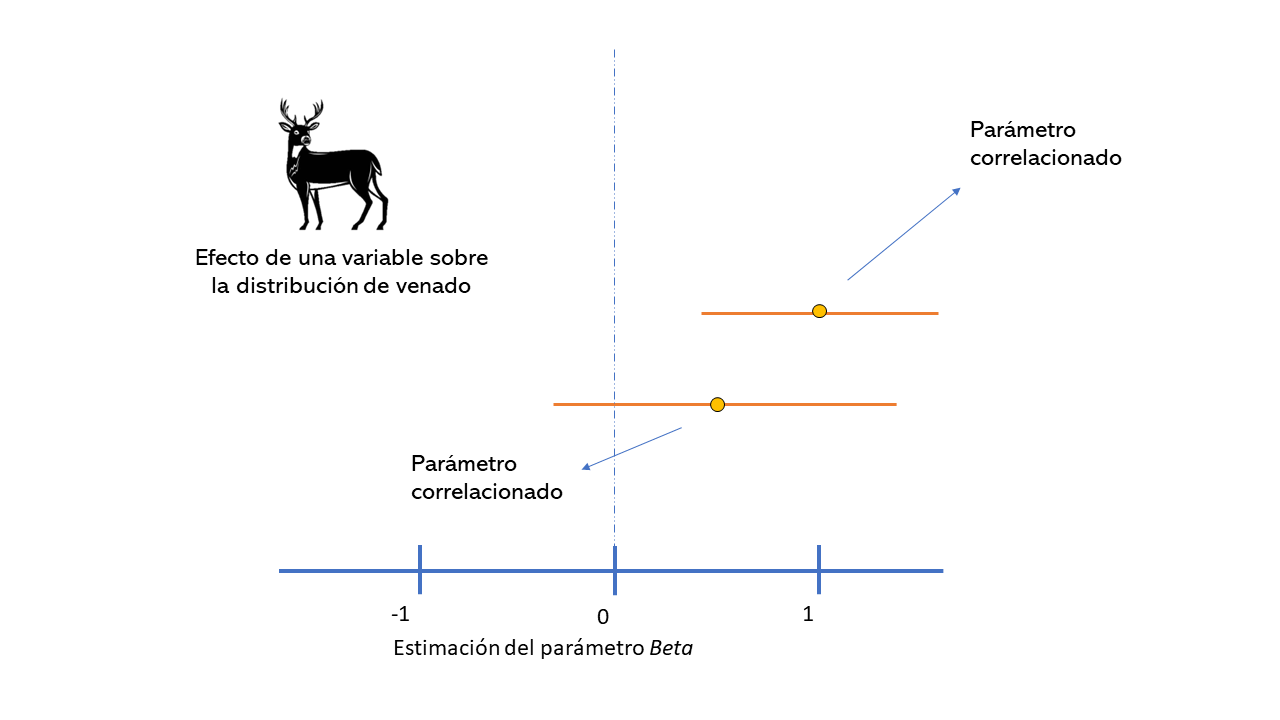 Parámetro
correlacionado
Efecto de una variable sobre
la distribución de venado
Parámetro
correlacionado
-1
0
1
Estimación del parámetro Beta